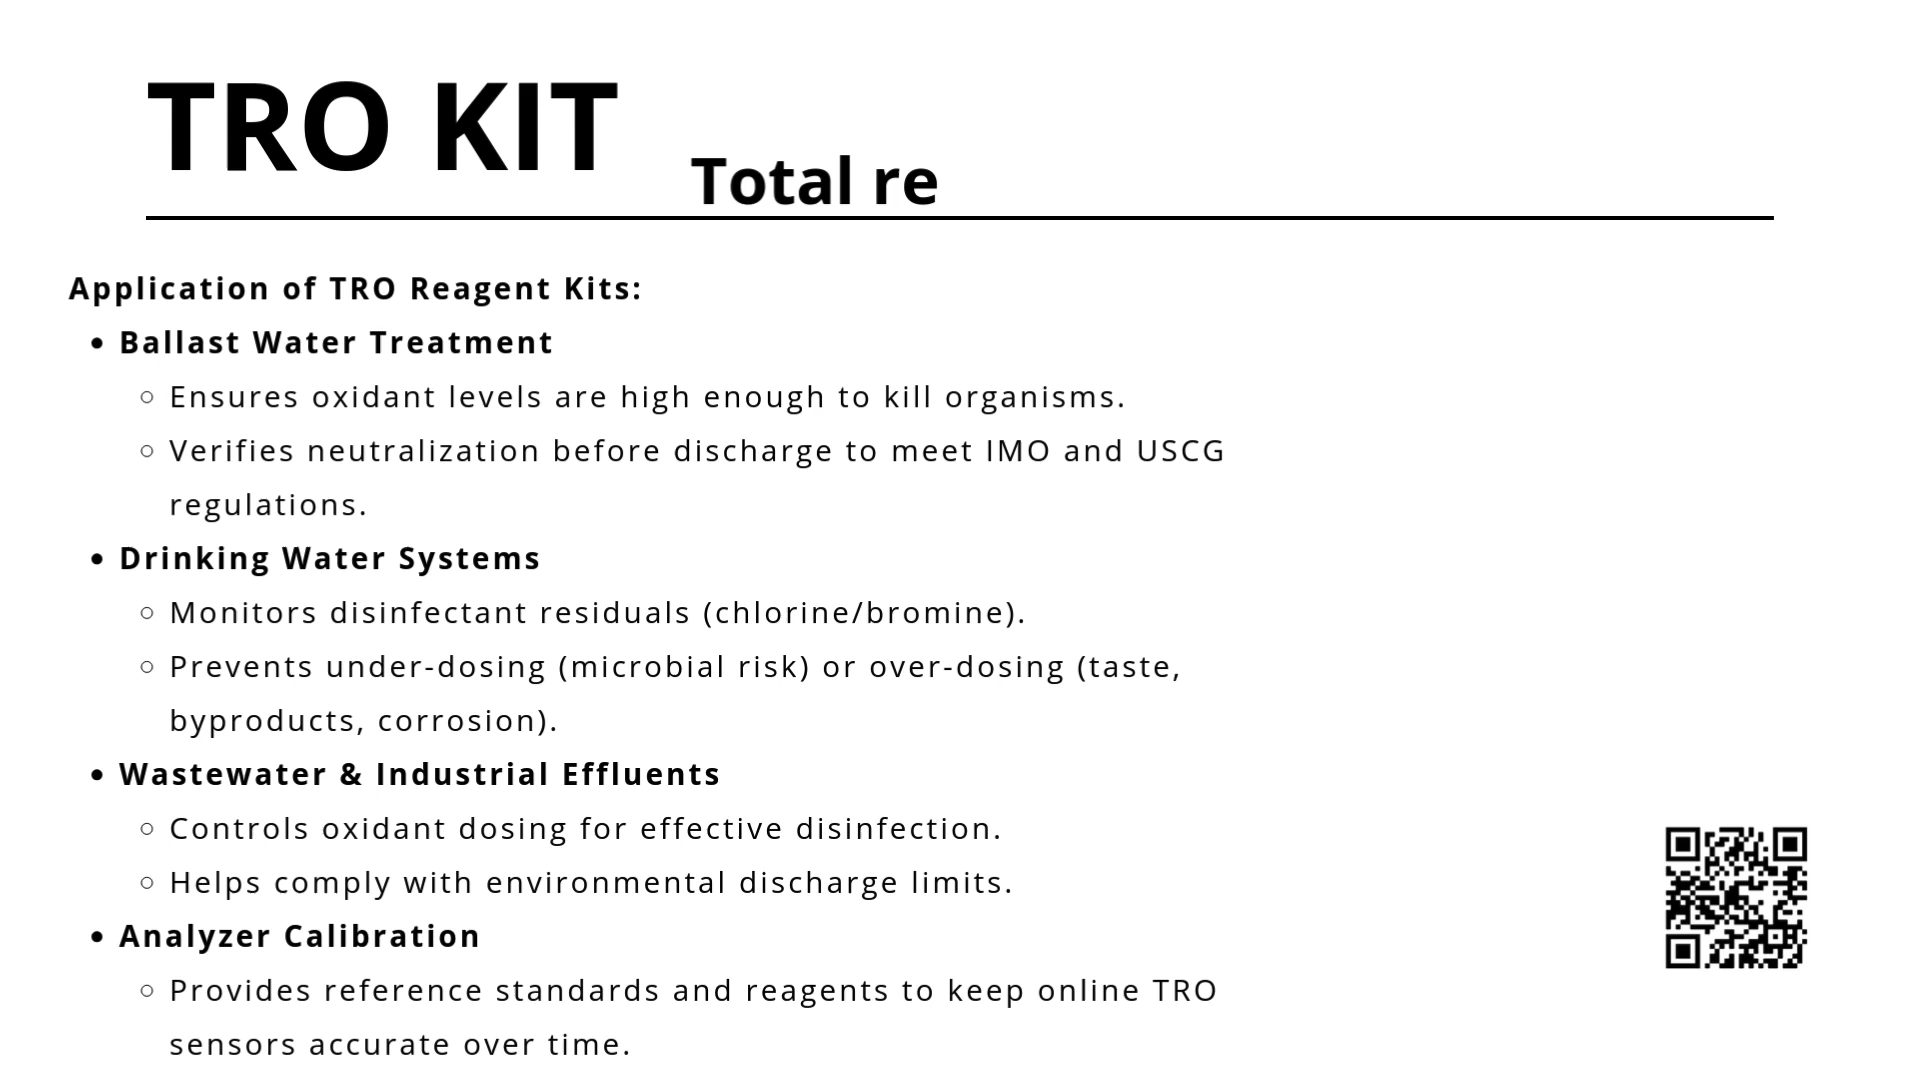 TRO KIT
Total re
Application of TRO Reagent Kits:
• Ballast Water Treatment
○ Ensures oxidant levels are high enough to kill organisms.
○ Verifies neutralization before discharge to meet IMO and USCG
regulations.
• Drinking Water Systems
○ Monitors disinfectant residuals (chlorine/bromine).
○ Prevents under-dosing (microbial risk) or over-dosing (taste,
byproducts, corrosion).
• Wastewater & Industrial Effluents
○ Controls oxidant dosing for effective disinfection.
○ Helps comply with environmental discharge limits.
• Analyzer Calibration
○ Provides reference standards and reagents to keep online TRO
sensors accurate over time.